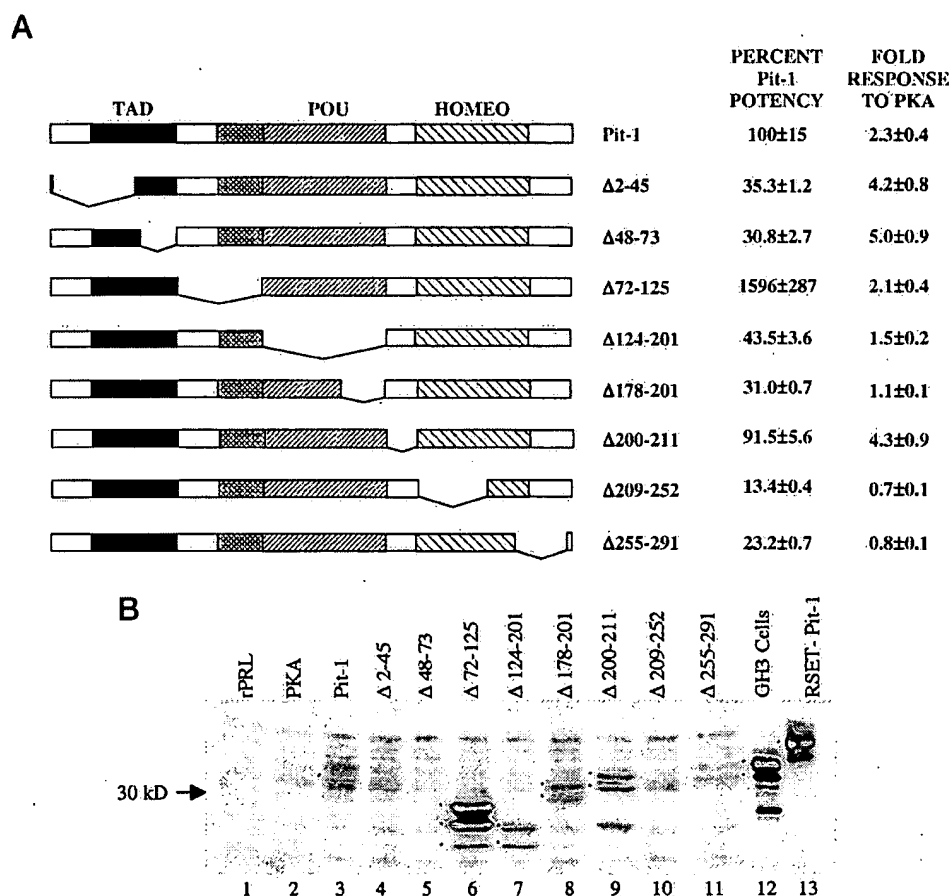 A
PERCENT Pit-1 POTENCY
FOLD RESPONSE TO PKA
TAD POU HOMEO
Pit-1 100±15 2.3±0.4
Δ2-45 35.3±1.2 4.2±0.8
Δ48-73 30.8±2.7 5.0±0.9
Δ72-125 1596±287 2.1±0.4
Δ124-201 43.5±3.6 1.5±0.2
Δ178-201 31.0±0.7 1.1±0.1
Δ200-211 91.5±5.6 4.3±0.9
Δ209-252 13.4±0.4 0.7±0.1
Δ255-291 23.2±0.7 0.8±0.1
B
rPRL
PKA
Pit-1
Δ 2-45
Δ 48-73
Δ 72-125
Δ 124-201
Δ 178-201
Δ 200-211
Δ 209-252
Δ 255-291
GH3 Cells
RSET-Pit-1
30 kD
1 2 3 4 5 6 7 8 9 10 11 12 13